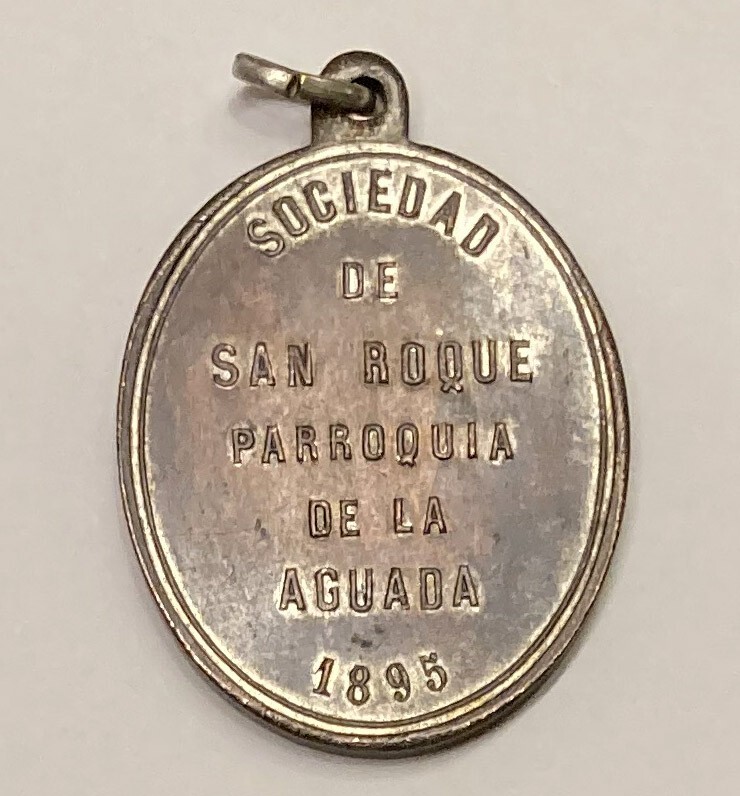 SOCIEDAD
DE
SAN ROQUE
PARROQUIA
DE LA
AGUADA
1895